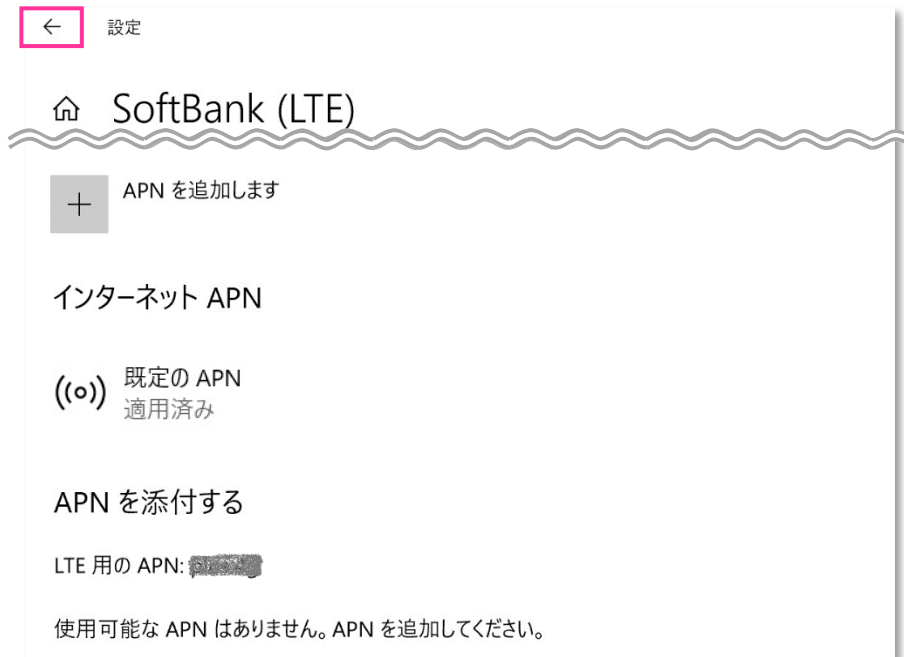 設定
SoftBank (LTE)
APN を追加します
インターネット APN
既定の APN
適用済み
APN を添付する
LTE 用の APN:
使用可能な APN はありません。APN を追加してください。